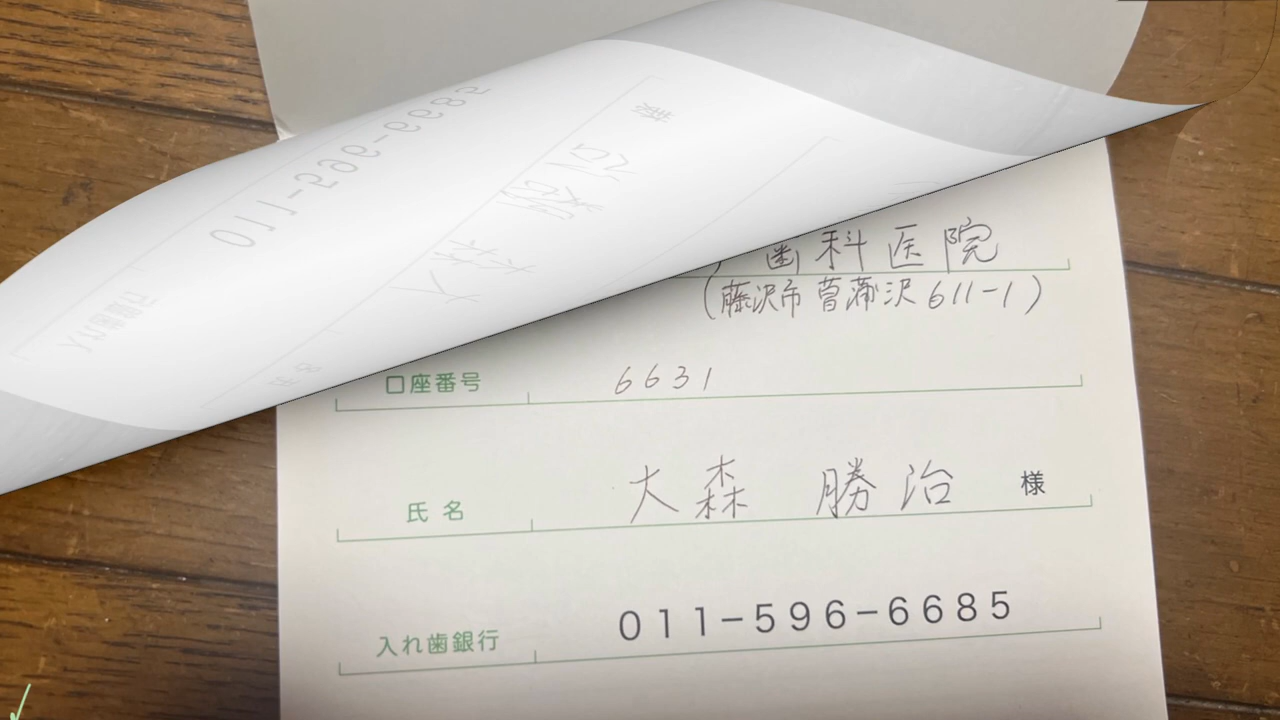 歯科医院
(藤沢市 菖蒲沢 611-1)
口座番号 6631
氏名 大森 勝治 様
入れ歯銀行 011-596-6685